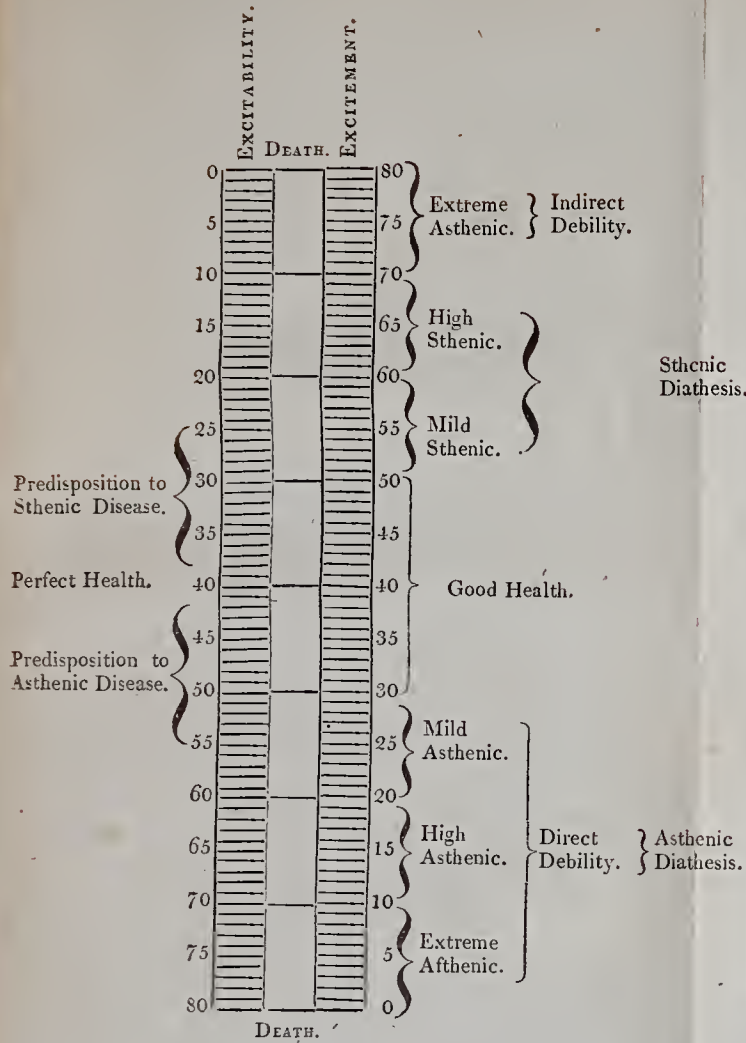 EXCITABILITY.
EXCITEMENT.
DEATH.
0 80
Extreme } Indirect
5 75 Asthenic. } Debility.
10 70
High
15 65 Sthenic.
Sthenic
20 60 Diathesis.
25 55 Mild
Sthenic.
Predisposition to 30 50
Sthenic Disease.
35 45
Perfect Health. 40 40 Good Health.
45 35
Predisposition to
Asthenic Disease. 50 30
Mild
55 25 Asthenic.
60 20
High Direct Asthenic
65 15 Asthenic. Debility. Diathesis.
70 10
Extreme
75 5 Afthenic.
80 0
DEATH.